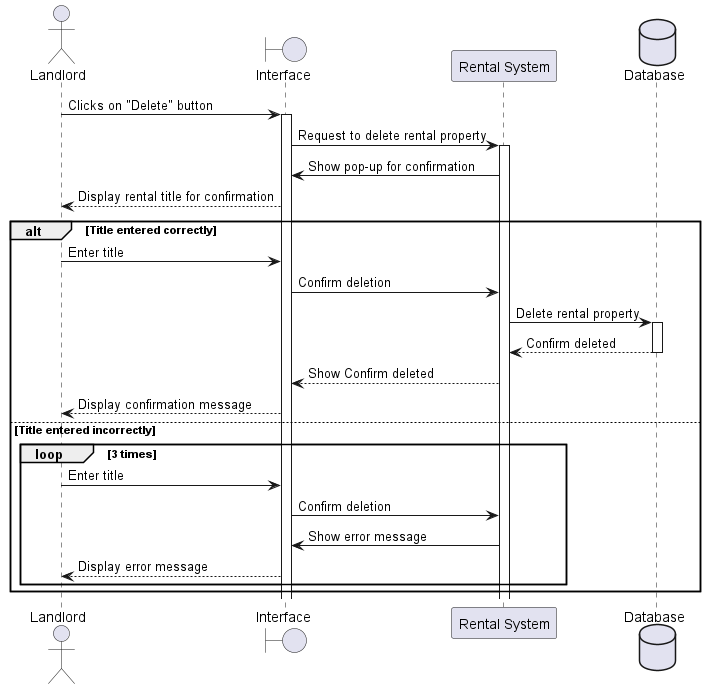 Landlord
Interface
Rental System
Database
Clicks on "Delete" button
Request to delete rental property
Show pop-up for confirmation
Display rental title for confirmation
alt [Title entered correctly]
Enter title
Confirm deletion
Delete rental property
Confirm deleted
Show Confirm deleted
Display confirmation message
[Title entered incorrectly]
loop [3 times]
Enter title
Confirm deletion
Show error message
Display error message
Landlord
Interface
Rental System
Database